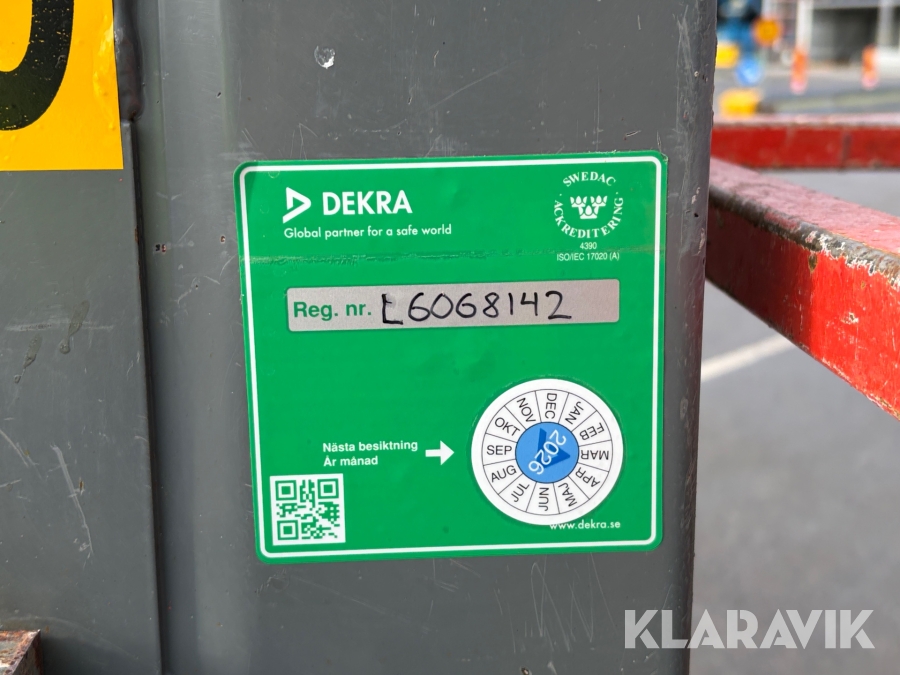 DEKRA
Global partner for a safe world
SWEDAC
ACKREDITERING
4390
ISO/IEC 17020 (A)
Reg. nr. L6068142
Nästa besiktning
År månad
JAN
FEB
MAR
APR
MAJ
JUN
JUL
AUG
SEP
OKT
NOV
DEC
2026
www.dekra.se
KLARAVIK